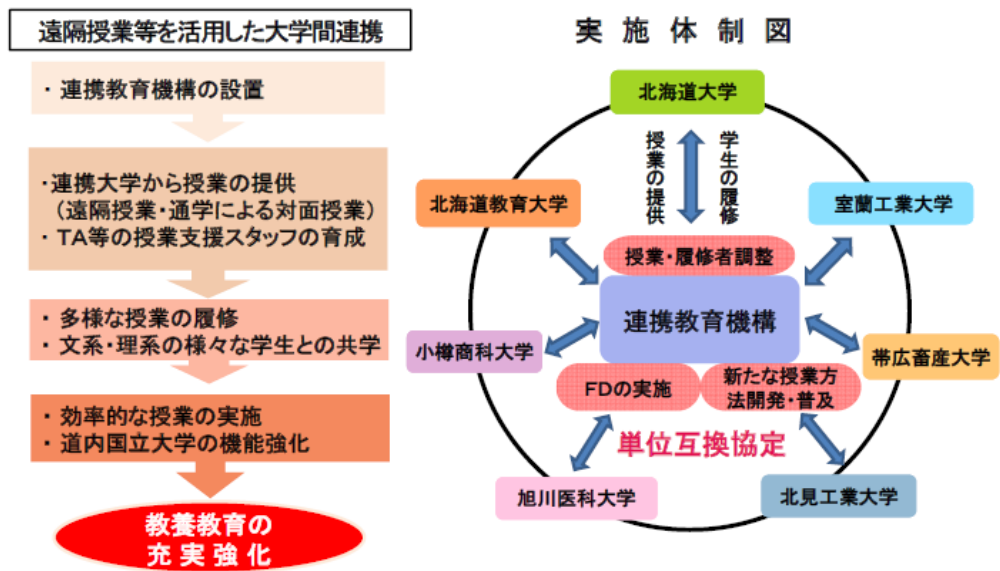 遠隔授業等を活用した大学間連携
・ 連携教育機構の設置
・連携大学から授業の提供
（遠隔授業・通学による対面授業）
・ TA等の授業支援スタッフの育成
・ 多様な授業の履修
・ 文系・理系の様々な学生との共学
・ 効率的な授業の実施
・ 道内国立大学の機能強化
教養教育の
充実強化
実施体制図
北海道大学
授業の提供
学生の履修
北海道教育大学
室蘭工業大学
授業・履修者調整
連携教育機構
小樽商科大学
帯広畜産大学
FDの実施
新たな授業方
法開発・普及
単位互換協定
旭川医科大学
北見工業大学